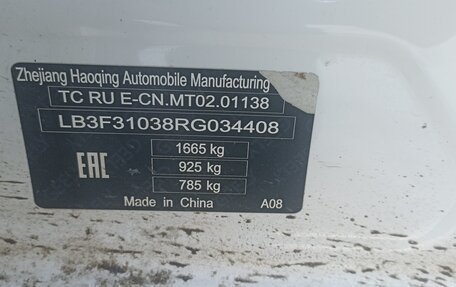 Zhejiang Haoqing Automobile Manufacturing
TC RU E-CN.MT02.01138
LB3F31038RG034408
EAC
1665 kg
925 kg
785 kg
Made in China
A08